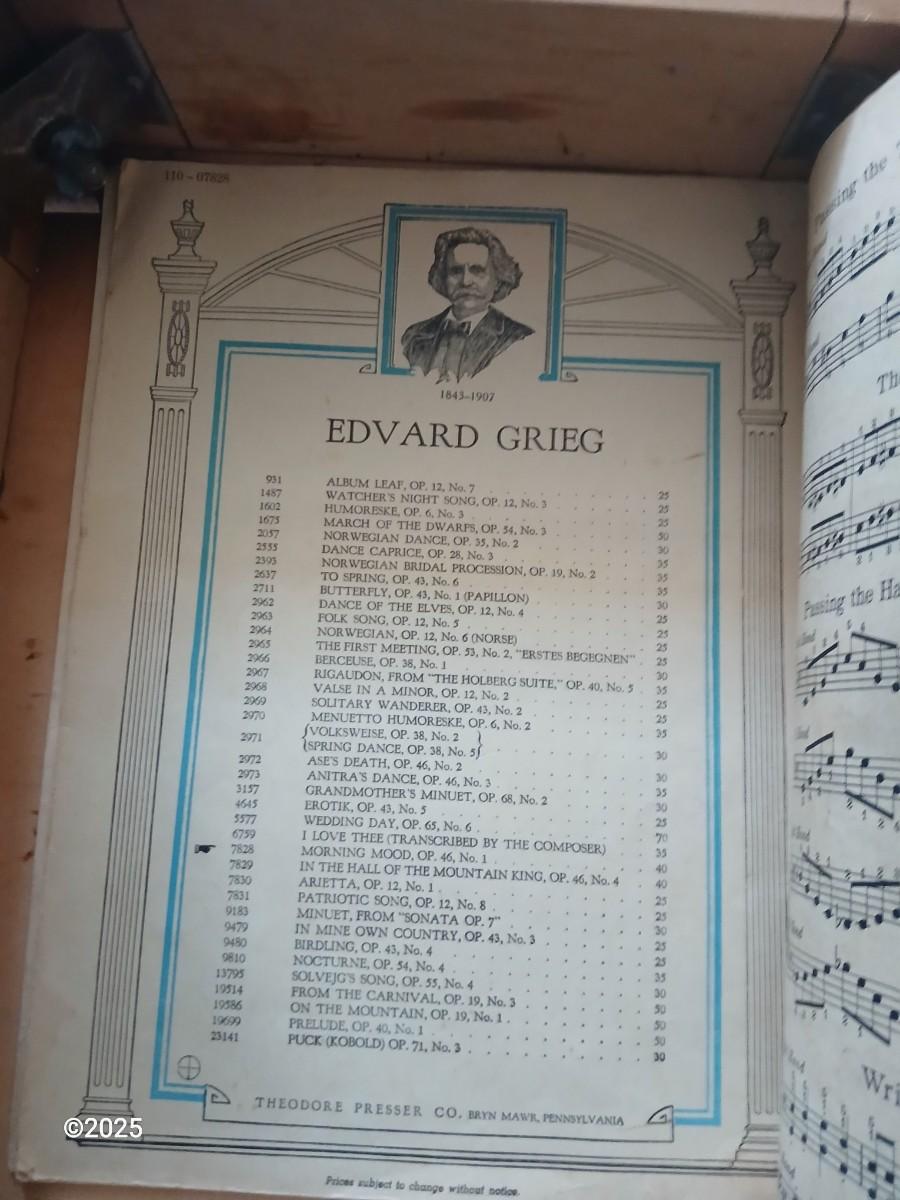 110-07828
1843-1907
EDVARD GRIEG
931 ALBUM LEAF, OP. 12, No. 7 25
1487 WATCHER'S NIGHT SONG, OP. 12, No. 3 25
1602 HUMORESKE, OP. 6, No. 3 25
1675 MARCH OF THE DWARFS, OP. 54, No. 3 50
2057 NORWEGIAN DANCE, OP. 35, No. 2 30
2555 DANCE CAPRICE, OP. 28, No. 3 35
2393 NORWEGIAN BRIDAL PROCESSION, OP. 19, No. 2 35
2637 TO SPRING, OP. 43, No. 6 35
2711 BUTTERFLY, OP. 43, No. 1 (PAPILLON) 30
2962 DANCE OF THE ELVES, OP. 12, No. 4 25
2963 FOLK SONG, OP. 12, No. 5 25
2964 NORWEGIAN, OP. 12, No. 6 (NORSE) 25
2965 THE FIRST MEETING, OP. 53, No. 2, "ERSTES BEGEGNEN" 25
2966 BERCEUSE, OP. 38, No. 1 30
2967 RIGAUDON, FROM "THE HOLBERG SUITE," OP. 40, No. 5 35
2968 VALSE IN A MINOR, OP. 12, No. 2 25
2969 SOLITARY WANDERER, OP. 43, No. 2 25
2970 MENUETTO HUMORESKE, OP. 6, No. 2 35
2971 {VOLKSWEISE, OP. 38, No. 2}
{SPRING DANCE, OP. 38, No. 5} 30
2972 ASE'S DEATH, OP. 46, No. 2 30
2973 ANITRA'S DANCE, OP. 46, No. 3 35
3157 GRANDMOTHER'S MINUET, OP. 68, No. 2 30
4645 EROTIK, OP. 43, No. 5 25
5577 WEDDING DAY, OP. 65, No. 6 70
6759 I LOVE THEE (TRANSCRIBED BY THE COMPOSER) 35
7828 MORNING MOOD, OP. 46, No. 1 40
7829 IN THE HALL OF THE MOUNTAIN KING, OP. 46, No. 4 40
7830 ARIETTA, OP. 12, No. 1 25
7831 PATRIOTIC SONG, OP. 12, No. 8 25
9183 MINUET, FROM "SONATA OP. 7" 30
9479 IN MINE OWN COUNTRY, OP. 43, No. 3 25
9480 BIRDLING, OP. 43, No. 4 25
9810 NOCTURNE, OP. 54, No. 4 35
13795 SOLVEJG'S SONG, OP. 55, No. 4 30
19514 FROM THE CARNIVAL, OP. 19, No. 3 50
19586 ON THE MOUNTAIN, OP. 19, No. 1 50
19699 PRELUDE, OP. 40, No. 1 50
23141 PUCK (KOBOLD) OP. 71, No. 3 30
THEODORE PRESSER CO. BRYN MAWR, PENNSYLVANIA
Prices subject to change without notice.
©2025
Passing the
Passing the Ha